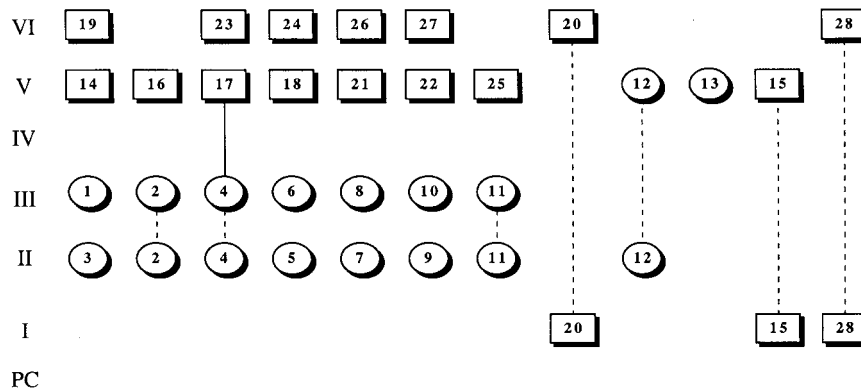 VI 19 23 24 26 27 20 28
V 14 16 17 18 21 22 25 12 13 15
IV
III 1 2 4 6 8 10 11
II 3 2 4 5 7 9 11 12
I 20 15 28
PC